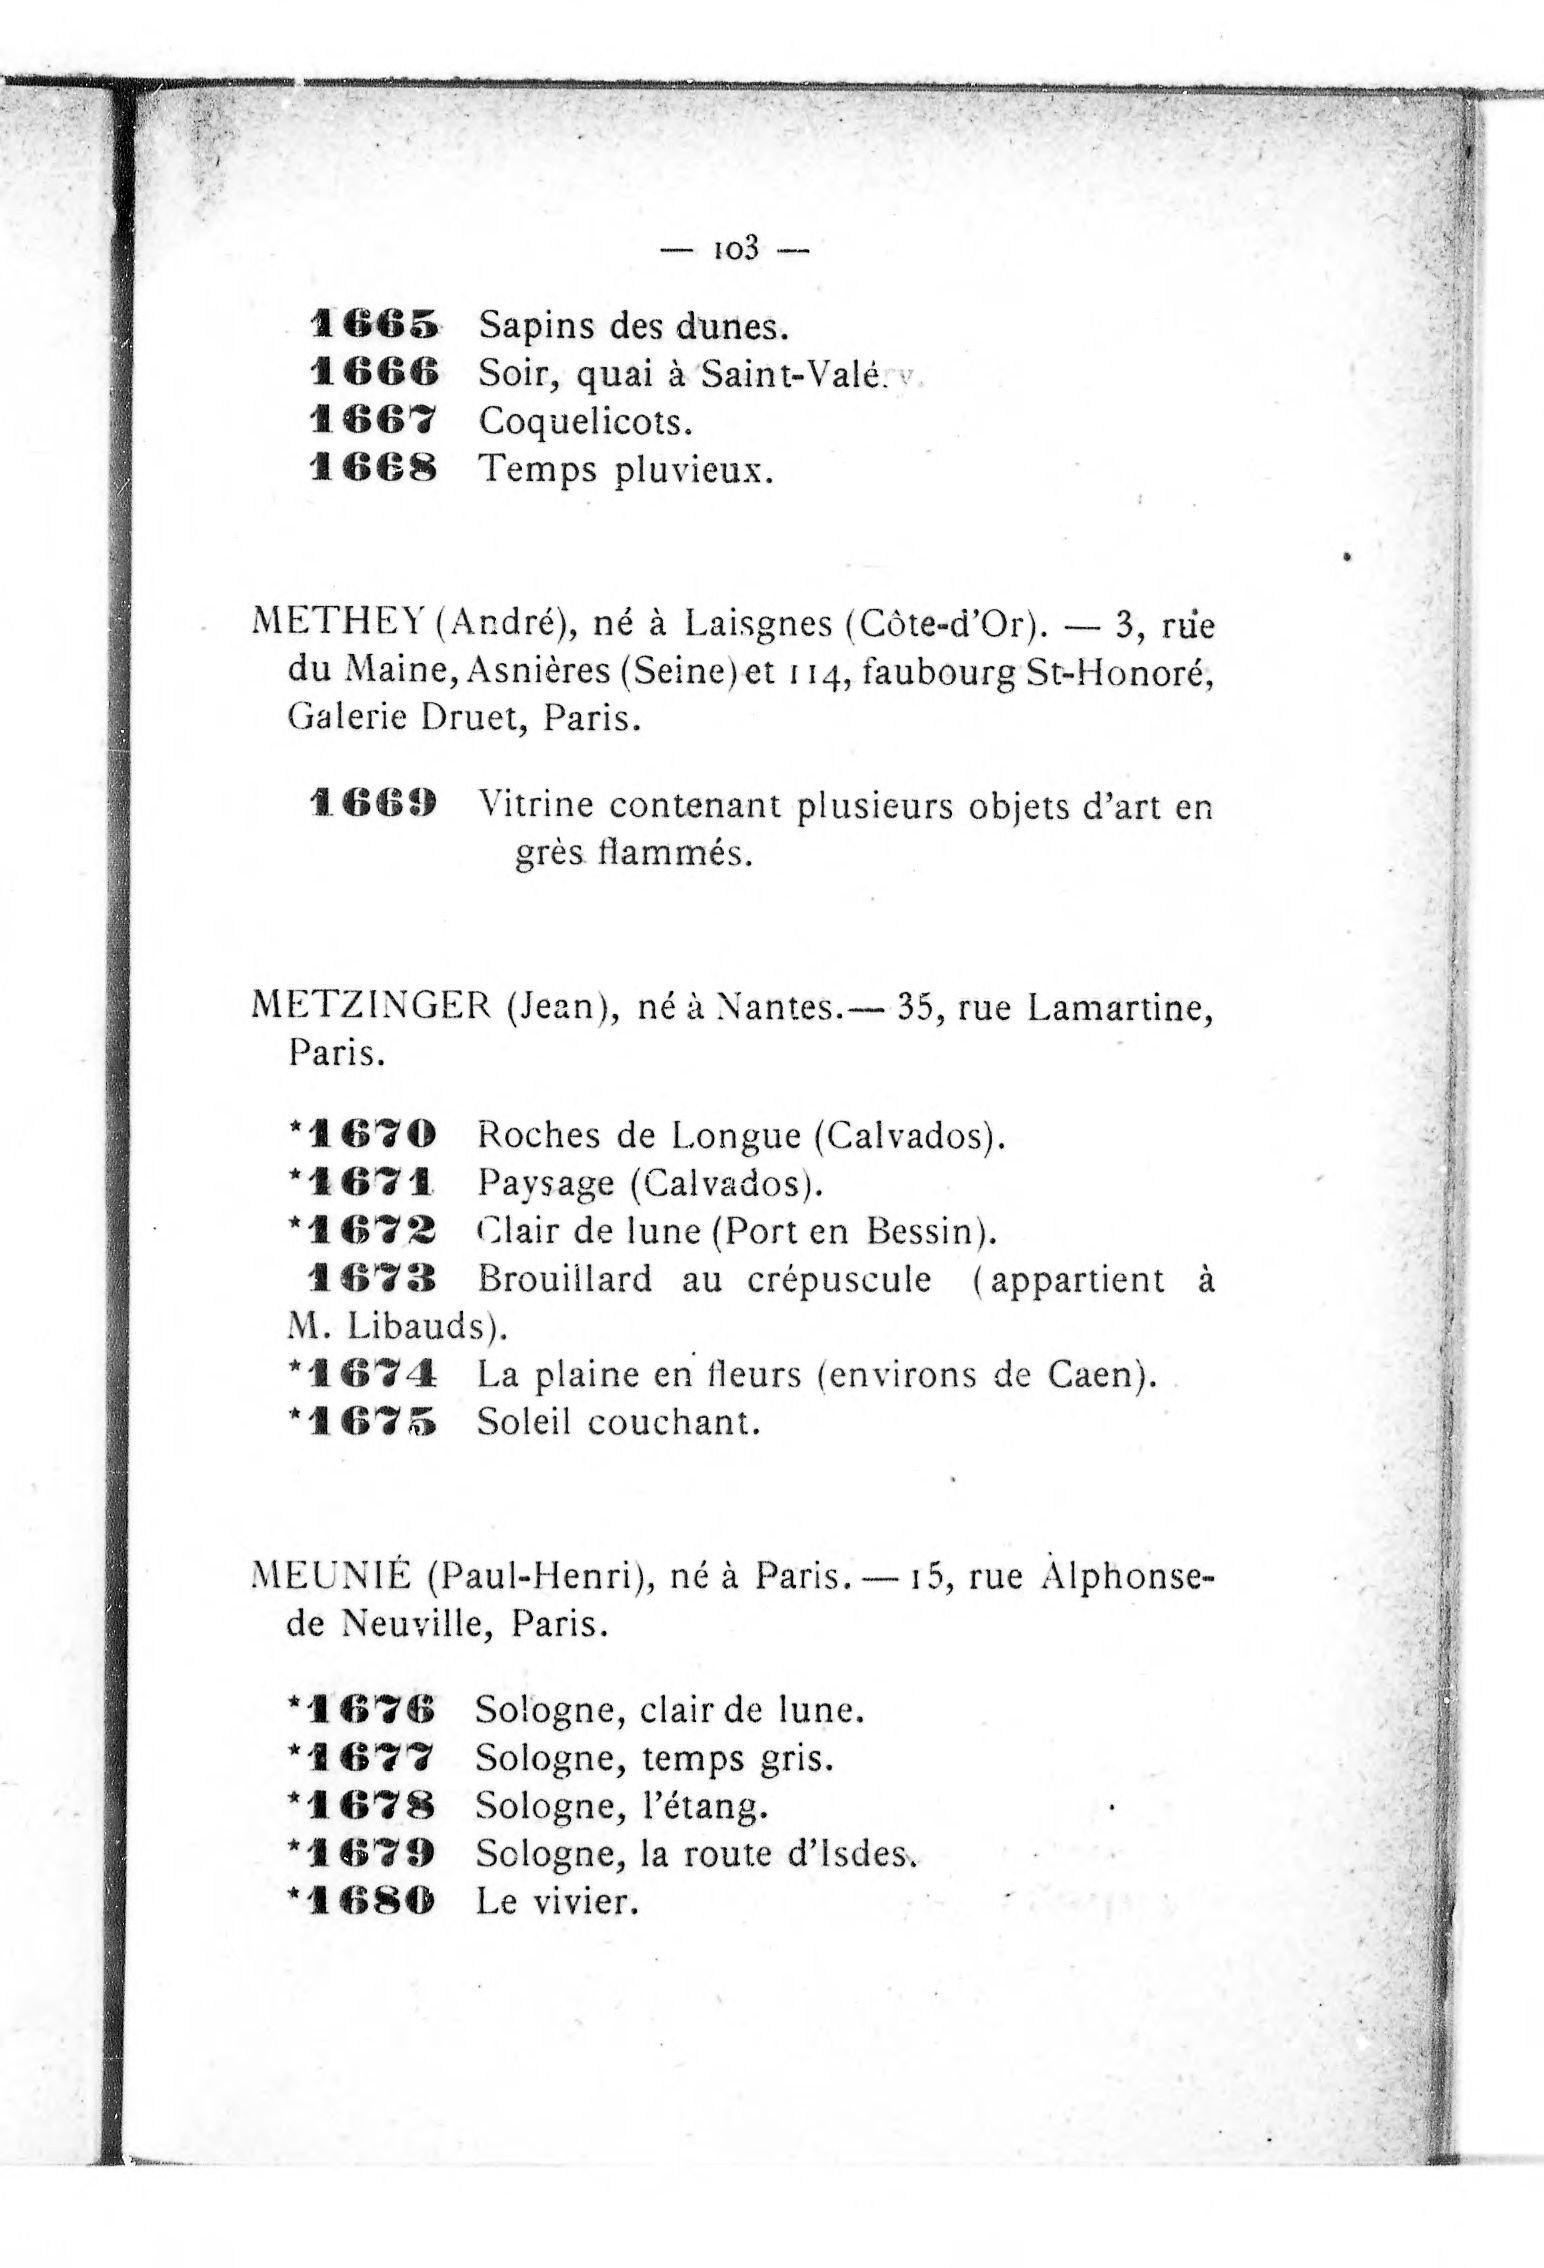 — 103 —
1665 Sapins des dunes.
1666 Soir, quai à Saint-Valéry.
1667 Coquelicots.
1668 Temps pluvieux.
METHEY (André), né à Laisgnes (Côte-d'Or). — 3, rue
du Maine, Asnières (Seine) et 114, faubourg St-Honoré,
Galerie Druet, Paris.
1669 Vitrine contenant plusieurs objets d'art en
grès flammés.
METZINGER (Jean), né à Nantes. — 35, rue Lamartine,
Paris.
*1670 Roches de Longue (Calvados).
*1671 Paysage (Calvados).
*1672 Clair de lune (Port en Bessin).
1673 Brouillard au crépuscule (appartient à
M. Libauds).
*1674 La plaine en fleurs (environs de Caen).
*1675 Soleil couchant.
MEUNIÉ (Paul-Henri), né à Paris. — 15, rue Alphonse-
de Neuville, Paris.
*1676 Sologne, clair de lune.
*1677 Sologne, temps gris.
*1678 Sologne, l'étang.
*1679 Sologne, la route d'Isdes.
*1680 Le vivier.